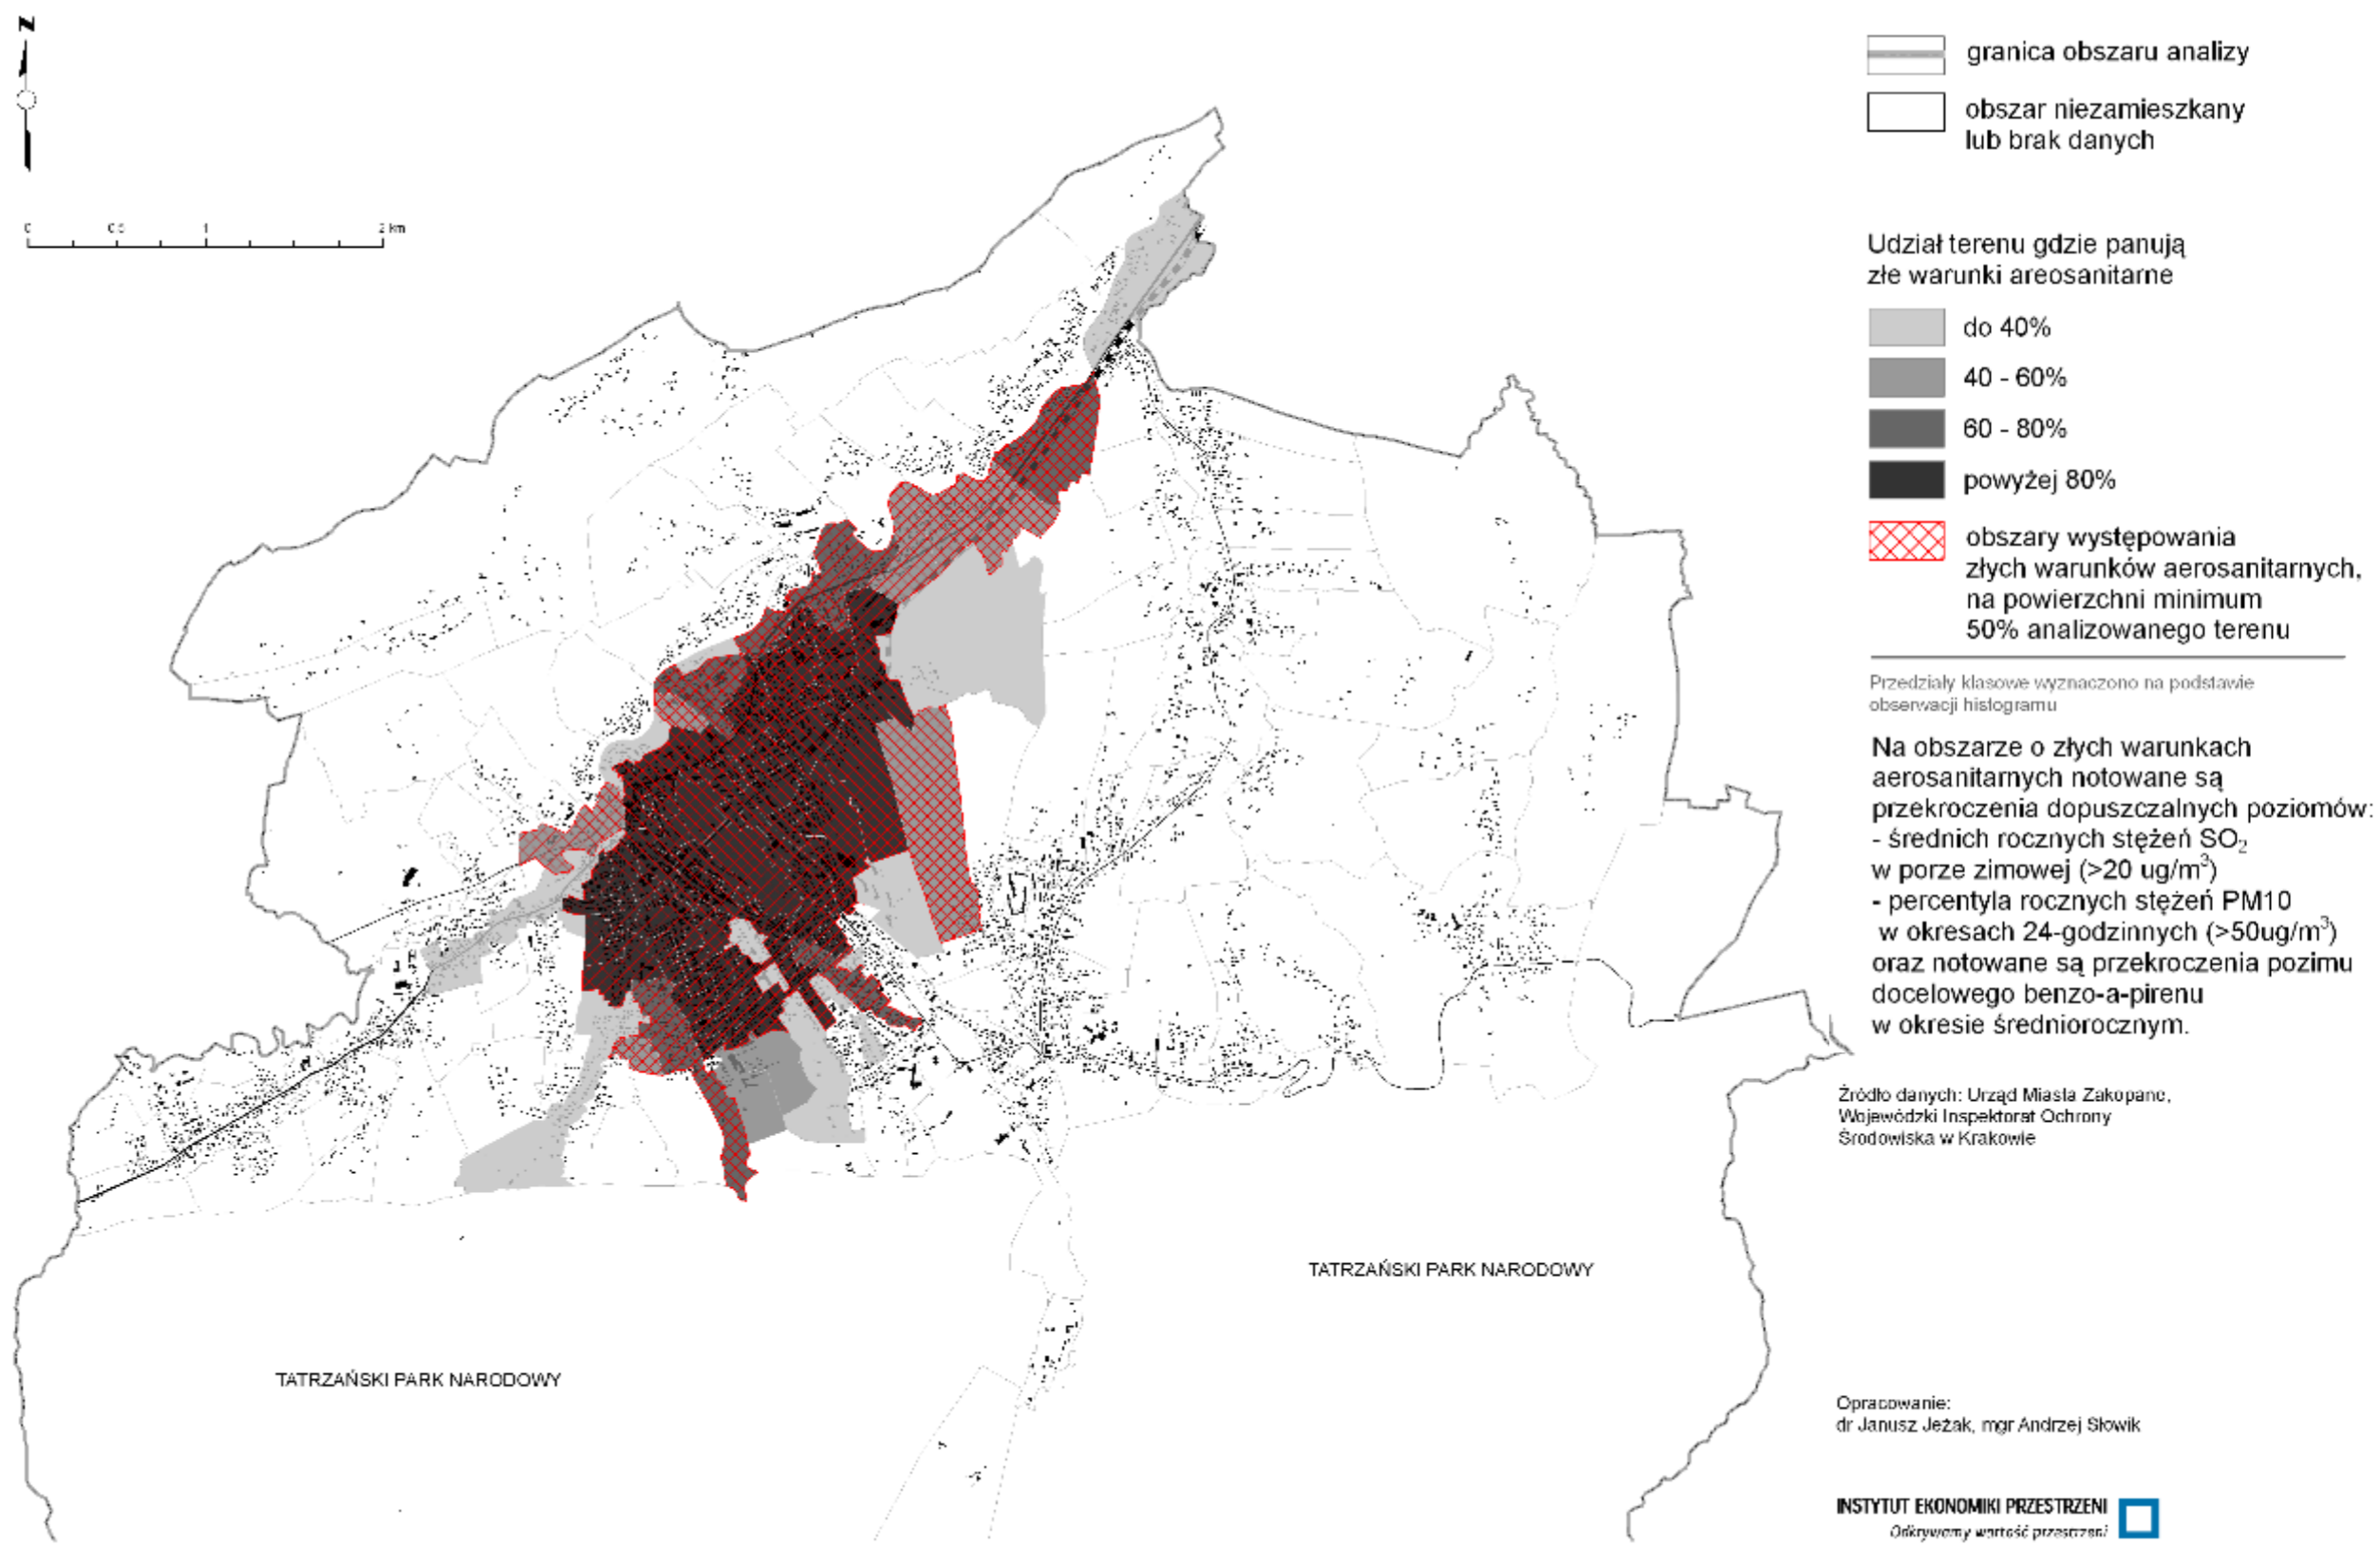 N
0 0.5 1 2 km
granica obszaru analizy
obszar niezamieszkany
lub brak danych
Udział terenu gdzie panują
złe warunki areosanitarne
do 40%
40 - 60%
60 - 80%
powyżej 80%
obszary występowania
złych warunków aerosanitarnych,
na powierzchni minimum
50% analizowanego terenu
Przedziały klasowe wyznaczono na podstawie
obserwacji histogramu
Na obszarze o złych warunkach
aerosanitarnych notowane są
przekroczenia dopuszczalnych poziomów:
- średnich rocznych stężeń SO₂
w porze zimowej (>20 ug/m³)
- percentyla rocznych stężeń PM10
w okresach 24-godzinnych (>50ug/m³)
oraz notowane są przekroczenia pozimu
docelowego benzo-a-pirenu
w okresie średniorocznym.
Źródło danych: Urząd Miasta Zakopane,
Wojewódzki Inspektorat Ochrony
Środowiska w Krakowie
TATRZAŃSKI PARK NARODOWY
TATRZAŃSKI PARK NARODOWY
Opracowanie:
dr Janusz Jeżak, mgr Andrzej Słowik
INSTYTUT EKONOMIKI PRZESTRZENI
Odkrywamy wartość przestrzeni